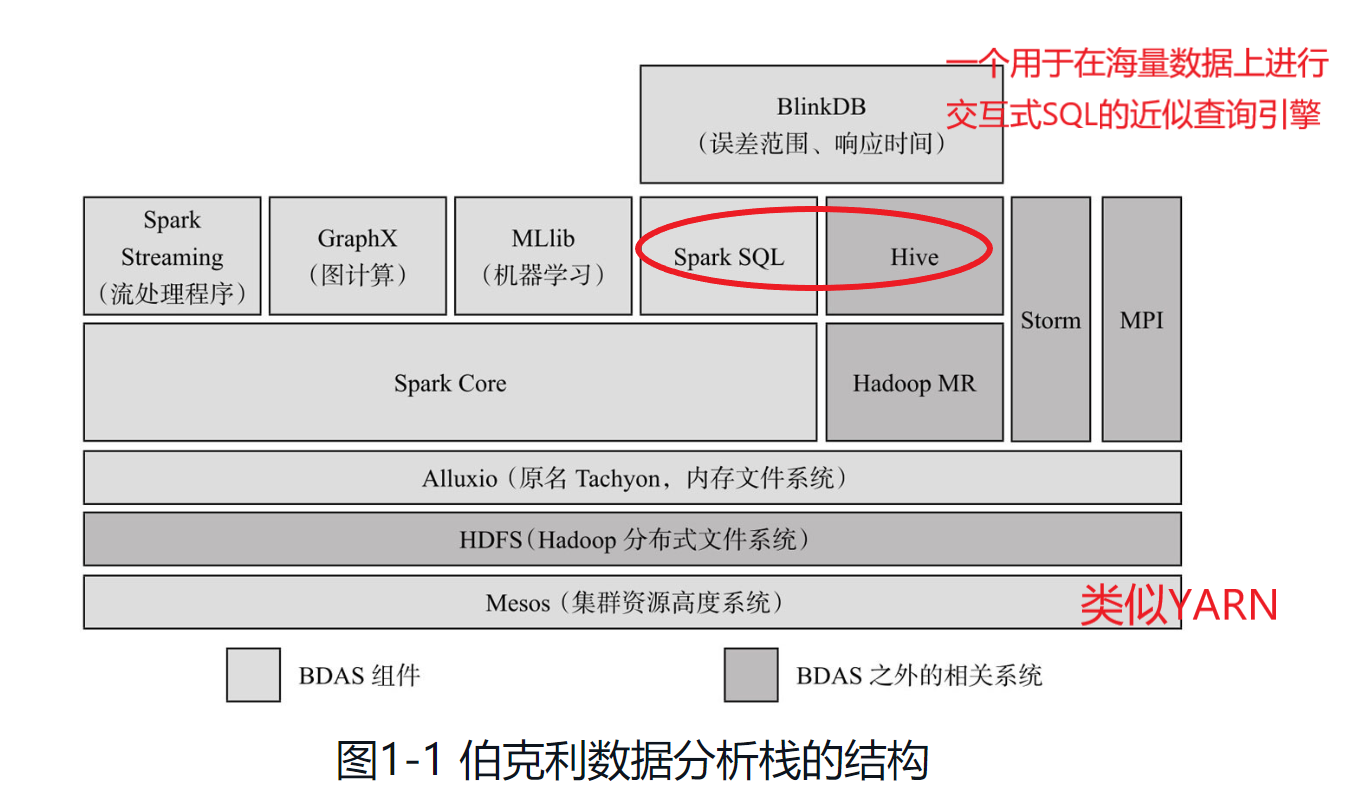 一个用于在海量数据上进行
交互式SQL的近似查询引擎
BlinkDB
（误差范围、响应时间）
Spark
Streaming
（流处理程序）
GraphX
（图计算）
MLlib
（机器学习）
Spark SQL
Hive
Storm
MPI
Spark Core
Hadoop MR
Alluxio（原名 Tachyon，内存文件系统）
HDFS（Hadoop 分布式文件系统）
Mesos（集群资源高度系统）
类似YARN
BDAS 组件
BDAS 之外的相关系统
图1-1 伯克利数据分析栈的结构